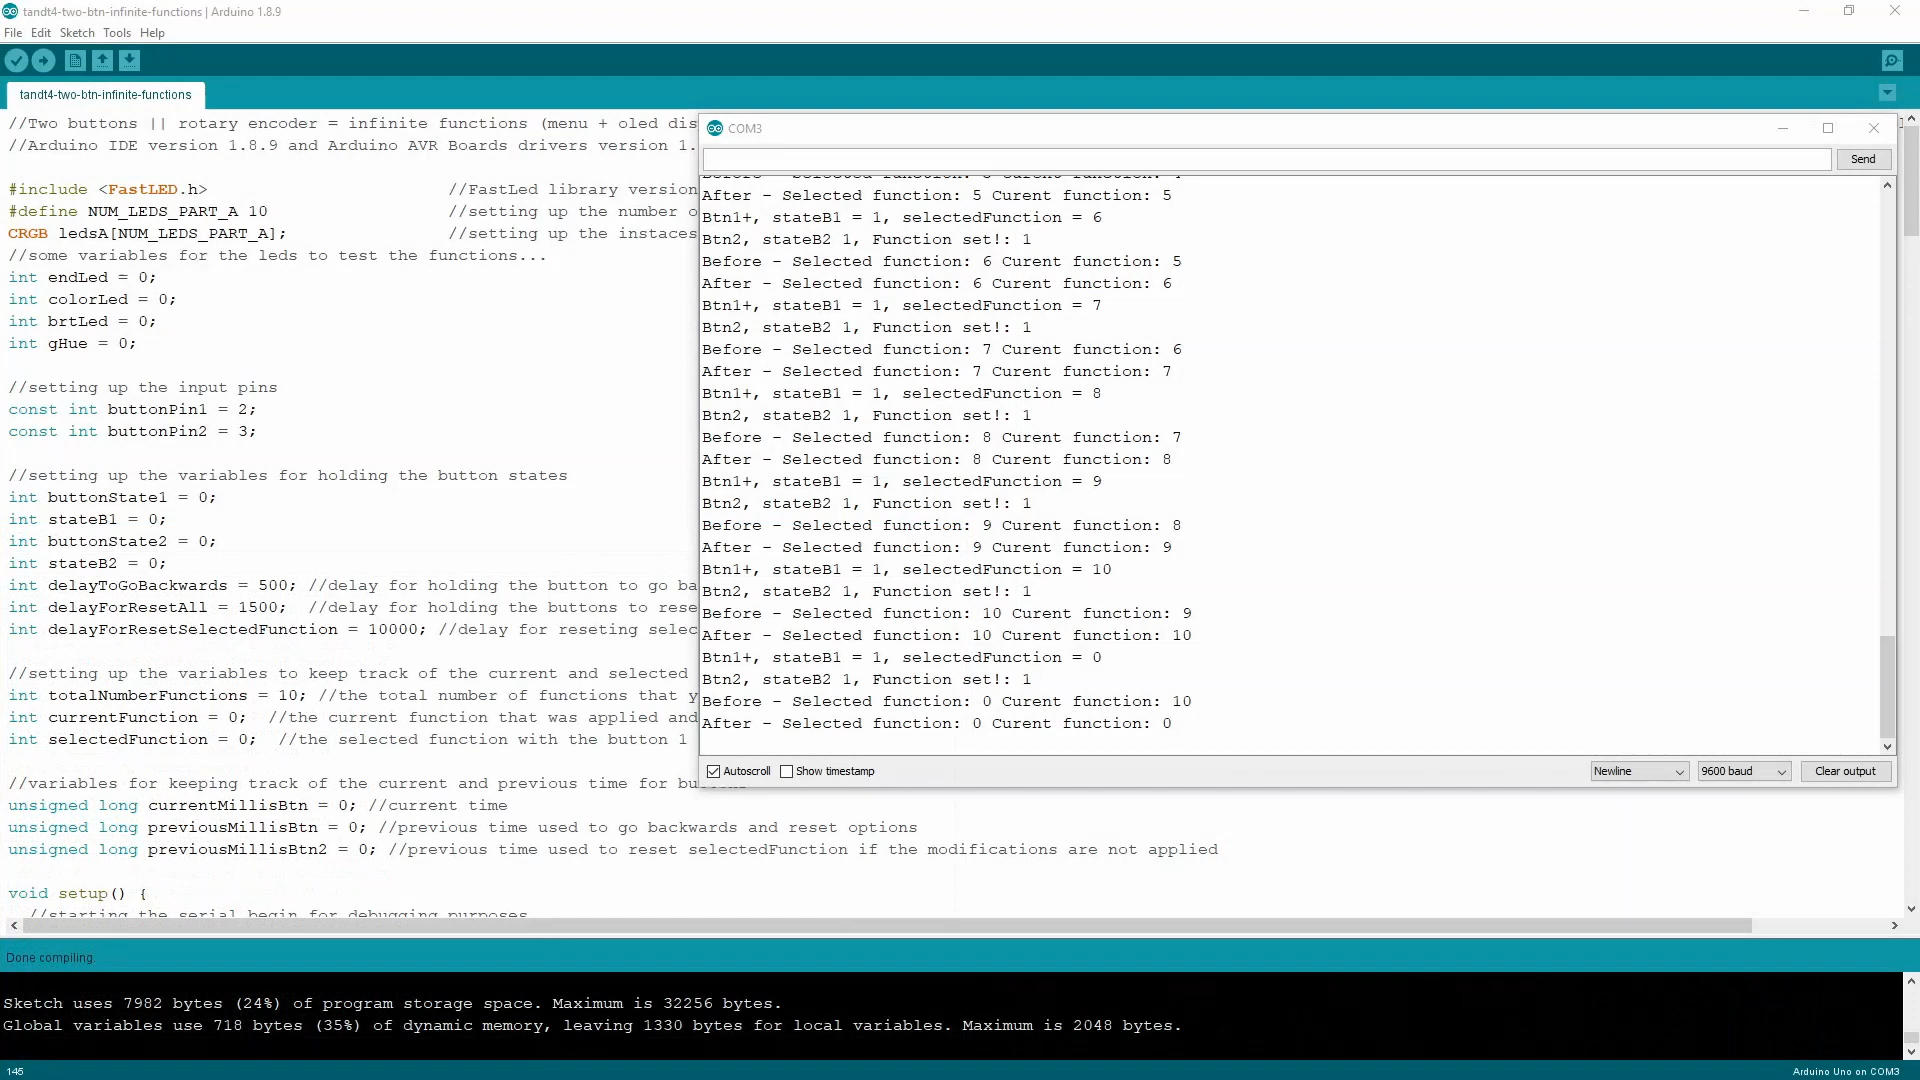 tandt4-two-btn-infinite-functions | Arduino 1.8.9
File Edit Sketch Tools Help
tandt4-two-btn-infinite-functions
//Two buttons || rotary encoder = infinite functions (menu + oled dis
//Arduino IDE version 1.8.9 and Arduino AVR Boards drivers version 1.
#include <FastLED.h> //FastLed library version
#define NUM_LEDS_PART_A 10 //setting up the number o
CRGB ledsA[NUM_LEDS_PART_A]; //setting up the instaces
//some variables for the leds to test the functions...
int endLed = 0;
int colorLed = 0;
int brtLed = 0;
int gHue = 0;
//setting up the input pins
const int buttonPin1 = 2;
const int buttonPin2 = 3;
//setting up the variables for holding the button states
int buttonState1 = 0;
int stateB1 = 0;
int buttonState2 = 0;
int stateB2 = 0;
int delayToGoBackwards = 500; //delay for holding the button to go ba
int delayForResetAll = 1500; //delay for holding the buttons to rese
int delayForResetSelectedFunction = 10000; //delay for reseting selec
//setting up the variables to keep track of the current and selected
int totalNumberFunctions = 10; //the total number of functions that y
int currentFunction = 0; //the current function that was applied and
int selectedFunction = 0; //the selected function with the button 1
//variables for keeping track of the current and previous time for buttons
unsigned long currentMillisBtn = 0; //current time
unsigned long previousMillisBtn = 0; //previous time used to go backwards and reset options
unsigned long previousMillisBtn2 = 0; //previous time used to reset selectedFunction if the modifications are not applied
void setup() {
//starting the serial begin for debugging purposes
COM3
Send
After - Selected function: 5 Curent function: 5
Btn1+, stateB1 = 1, selectedFunction = 6
Btn2, stateB2 1, Function set!: 1
Before - Selected function: 6 Curent function: 5
After - Selected function: 6 Curent function: 6
Btn1+, stateB1 = 1, selectedFunction = 7
Btn2, stateB2 1, Function set!: 1
Before - Selected function: 7 Curent function: 6
After - Selected function: 7 Curent function: 7
Btn1+, stateB1 = 1, selectedFunction = 8
Btn2, stateB2 1, Function set!: 1
Before - Selected function: 8 Curent function: 7
After - Selected function: 8 Curent function: 8
Btn1+, stateB1 = 1, selectedFunction = 9
Btn2, stateB2 1, Function set!: 1
Before - Selected function: 9 Curent function: 8
After - Selected function: 9 Curent function: 9
Btn1+, stateB1 = 1, selectedFunction = 10
Btn2, stateB2 1, Function set!: 1
Before - Selected function: 10 Curent function: 9
After - Selected function: 10 Curent function: 10
Btn1+, stateB1 = 1, selectedFunction = 0
Btn2, stateB2 1, Function set!: 1
Before - Selected function: 0 Curent function: 10
After - Selected function: 0 Curent function: 0
Autoscroll Show timestamp Newline 9600 baud Clear output
Done compiling.
Sketch uses 7982 bytes (24%) of program storage space. Maximum is 32256 bytes.
Global variables use 718 bytes (35%) of dynamic memory, leaving 1330 bytes for local variables. Maximum is 2048 bytes.
145 Arduino Uno on COM3